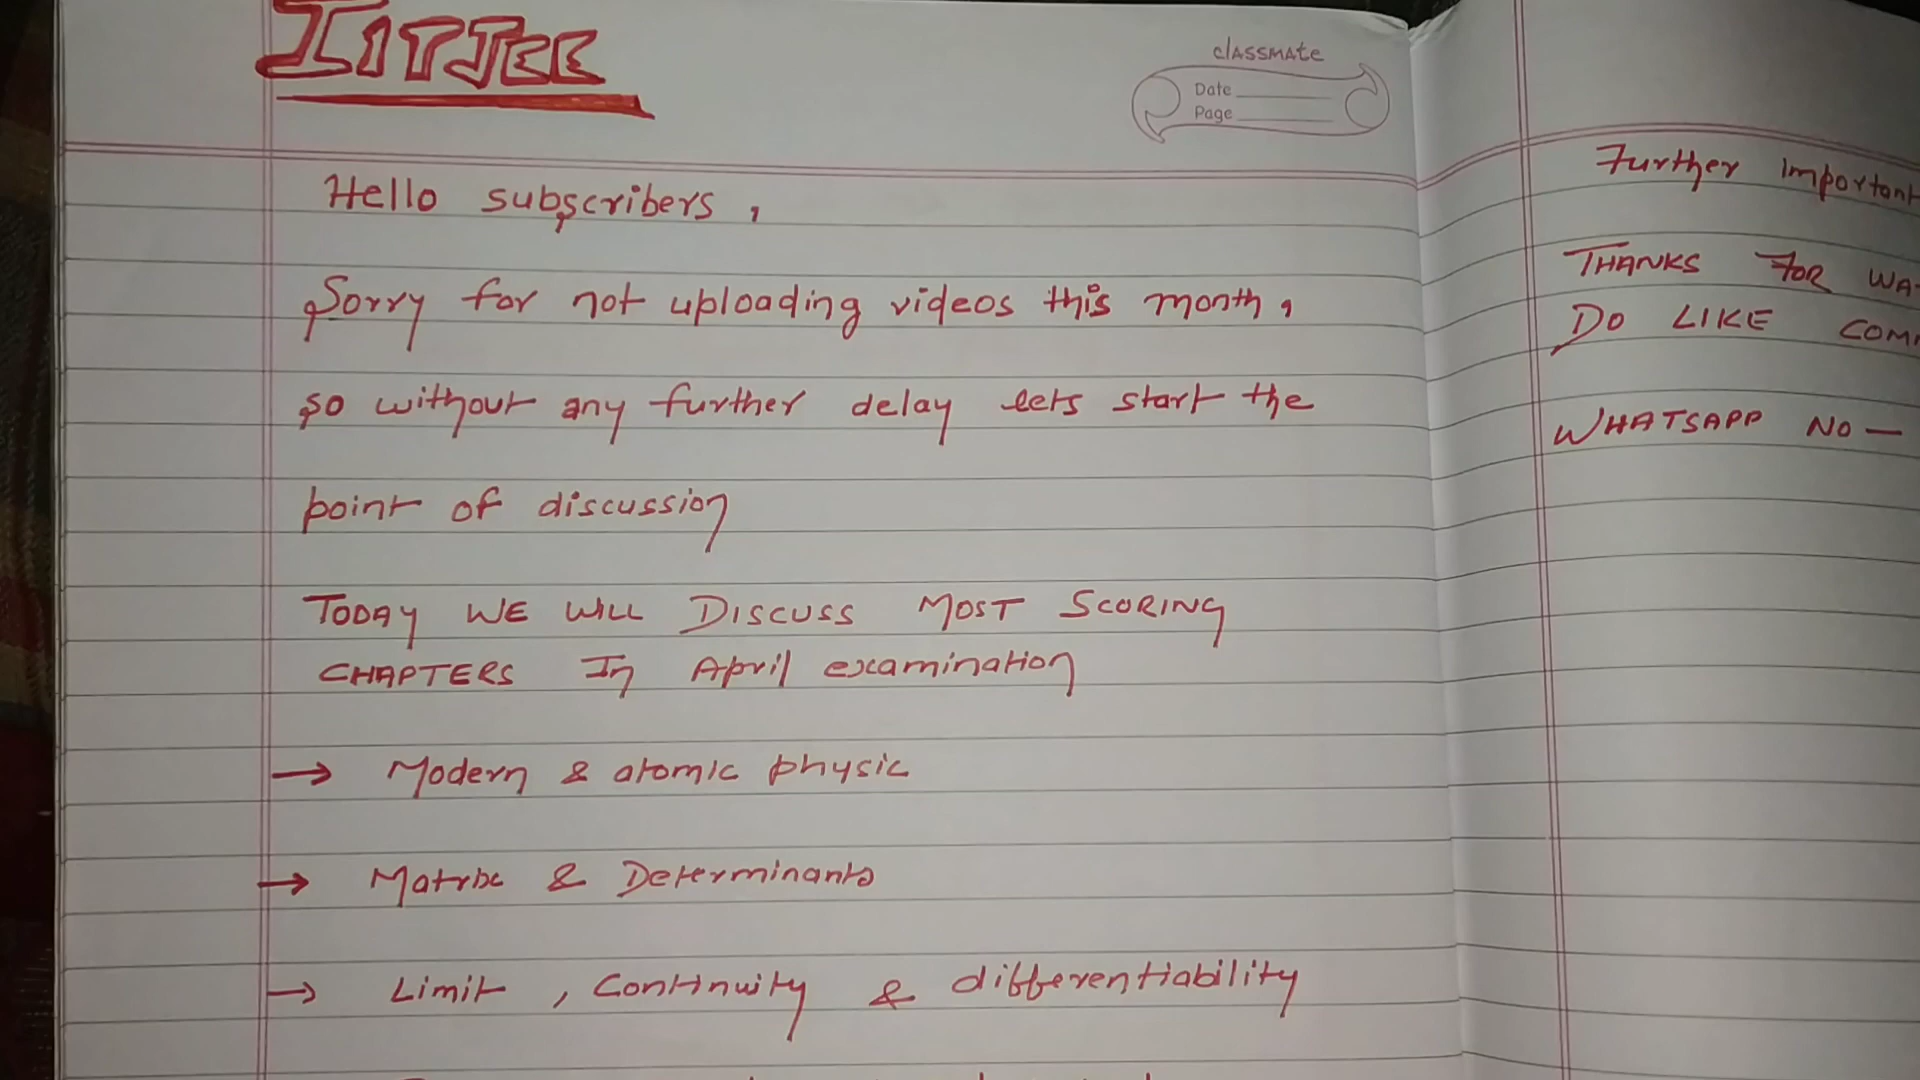 IITJEE
classmate
Date
Page
Hello subscribers,
Sorry for not uploading videos this month,
so without any further delay lets start the
point of discussion
TODAY WE WILL DISCUSS MOST SCORING
CHAPTERS In April examination
→ Modern & atomic physic
→ Matrix & Determinants
→ Limit, Continuity & differentiability
Further important
THANKS FOR
DO LIKE
WHATSAPP NO —